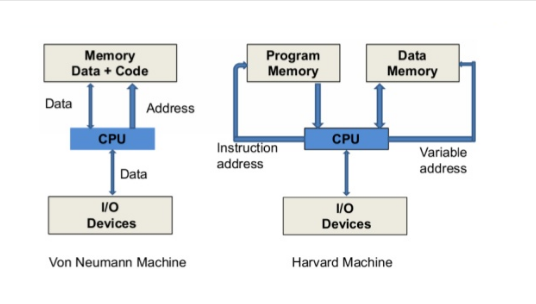 Memory
Data + Code
Data
Address
CPU
Data
I/O
Devices
Von Neumann Machine
Program
Memory
Data
Memory
CPU
Instruction
address
Variable
address
I/O
Devices
Harvard Machine